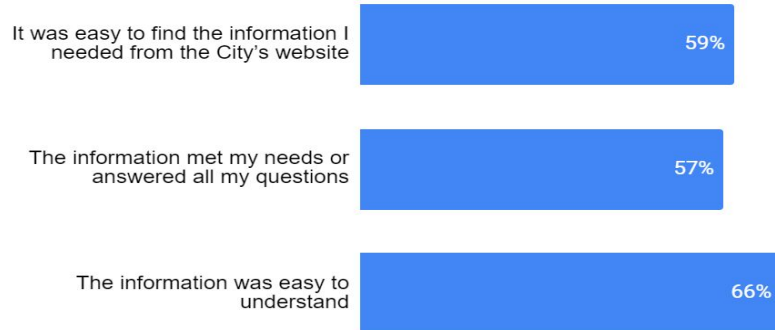 It was easy to find the information I
needed from the City's website
59%
The information met my needs or
answered all my questions
57%
The information was easy to
understand
66%